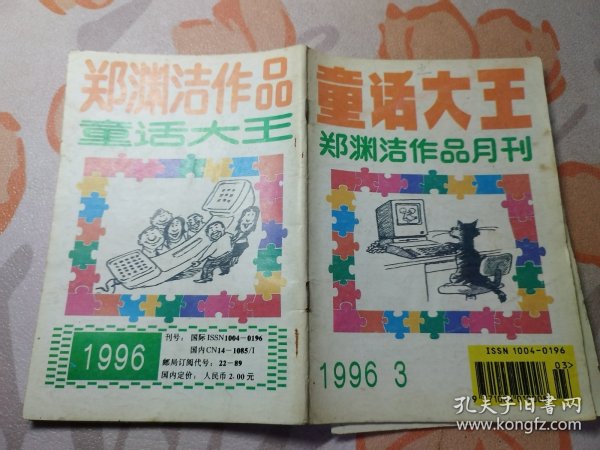 郑渊洁作品
童话大王
1996
刊号：国际ISSN1004-0196
国内CN14-1085/I
邮局订阅代号：22-89
国内定价：人民币2.00元
童话大王
郑渊洁作品月刊
1996 3
ISSN 1004-0196
03>
孔夫子旧书网
www.kongfz.com